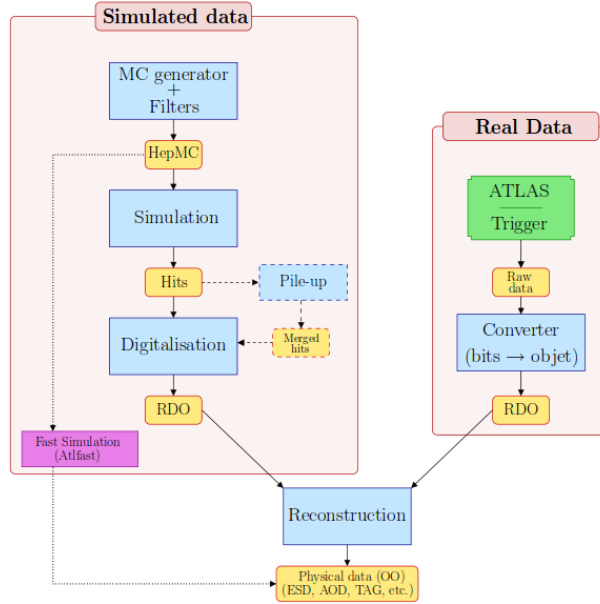 Simulated data
MC generator
+
Filters
HepMC
Simulation
Hits
Pile-up
Digitalisation
Merged
hits
RDO
Fast Simulation
(Atlfast)
Real Data
ATLAS
Trigger
Raw
data
Converter
(bits → objet)
RDO
Reconstruction
Physical data (OO)
(ESD, AOD, TAG, etc.)